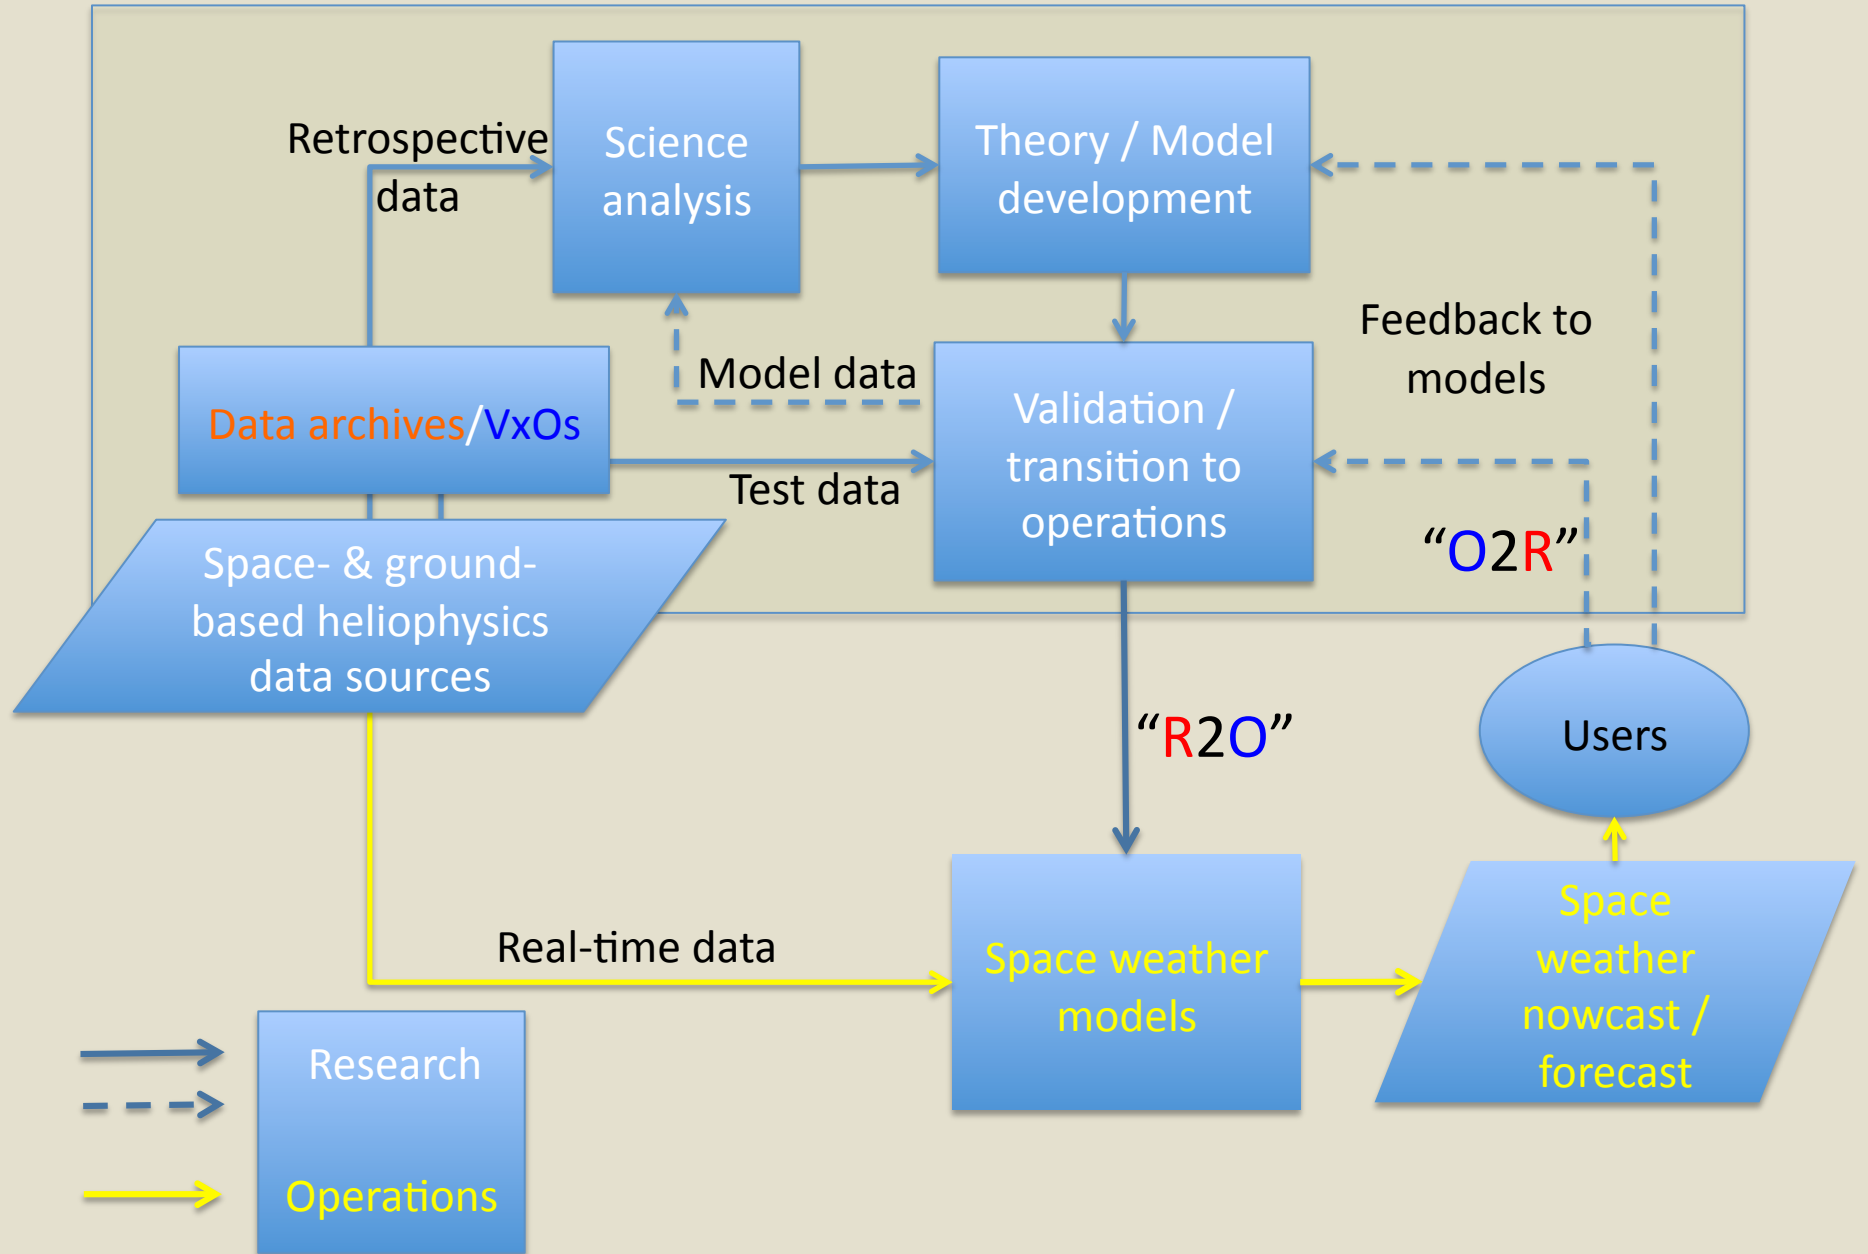 Retrospective
data
Science
analysis
Theory / Model
development
Feedback to
models
Model data
Data archives/VxOs
Validation /
transition to
operations
Test data
“O2R”
Space- & ground-
based heliophysics
data sources
“R2O”
Users
Real-time data
Space weather
models
Space
weather
nowcast /
forecast
Research
Operations